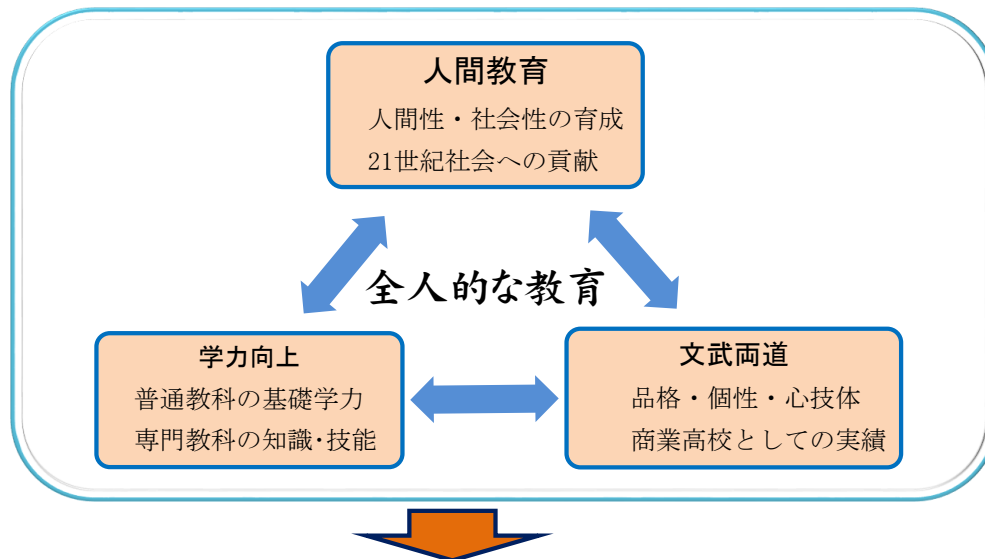 人間教育
人間性・社会性の育成
21世紀社会への貢献
全人的な教育
学力向上
普通教科の基礎学力
専門教科の知識・技能
文武両道
品格・個性・心技体
商業高校としての実績